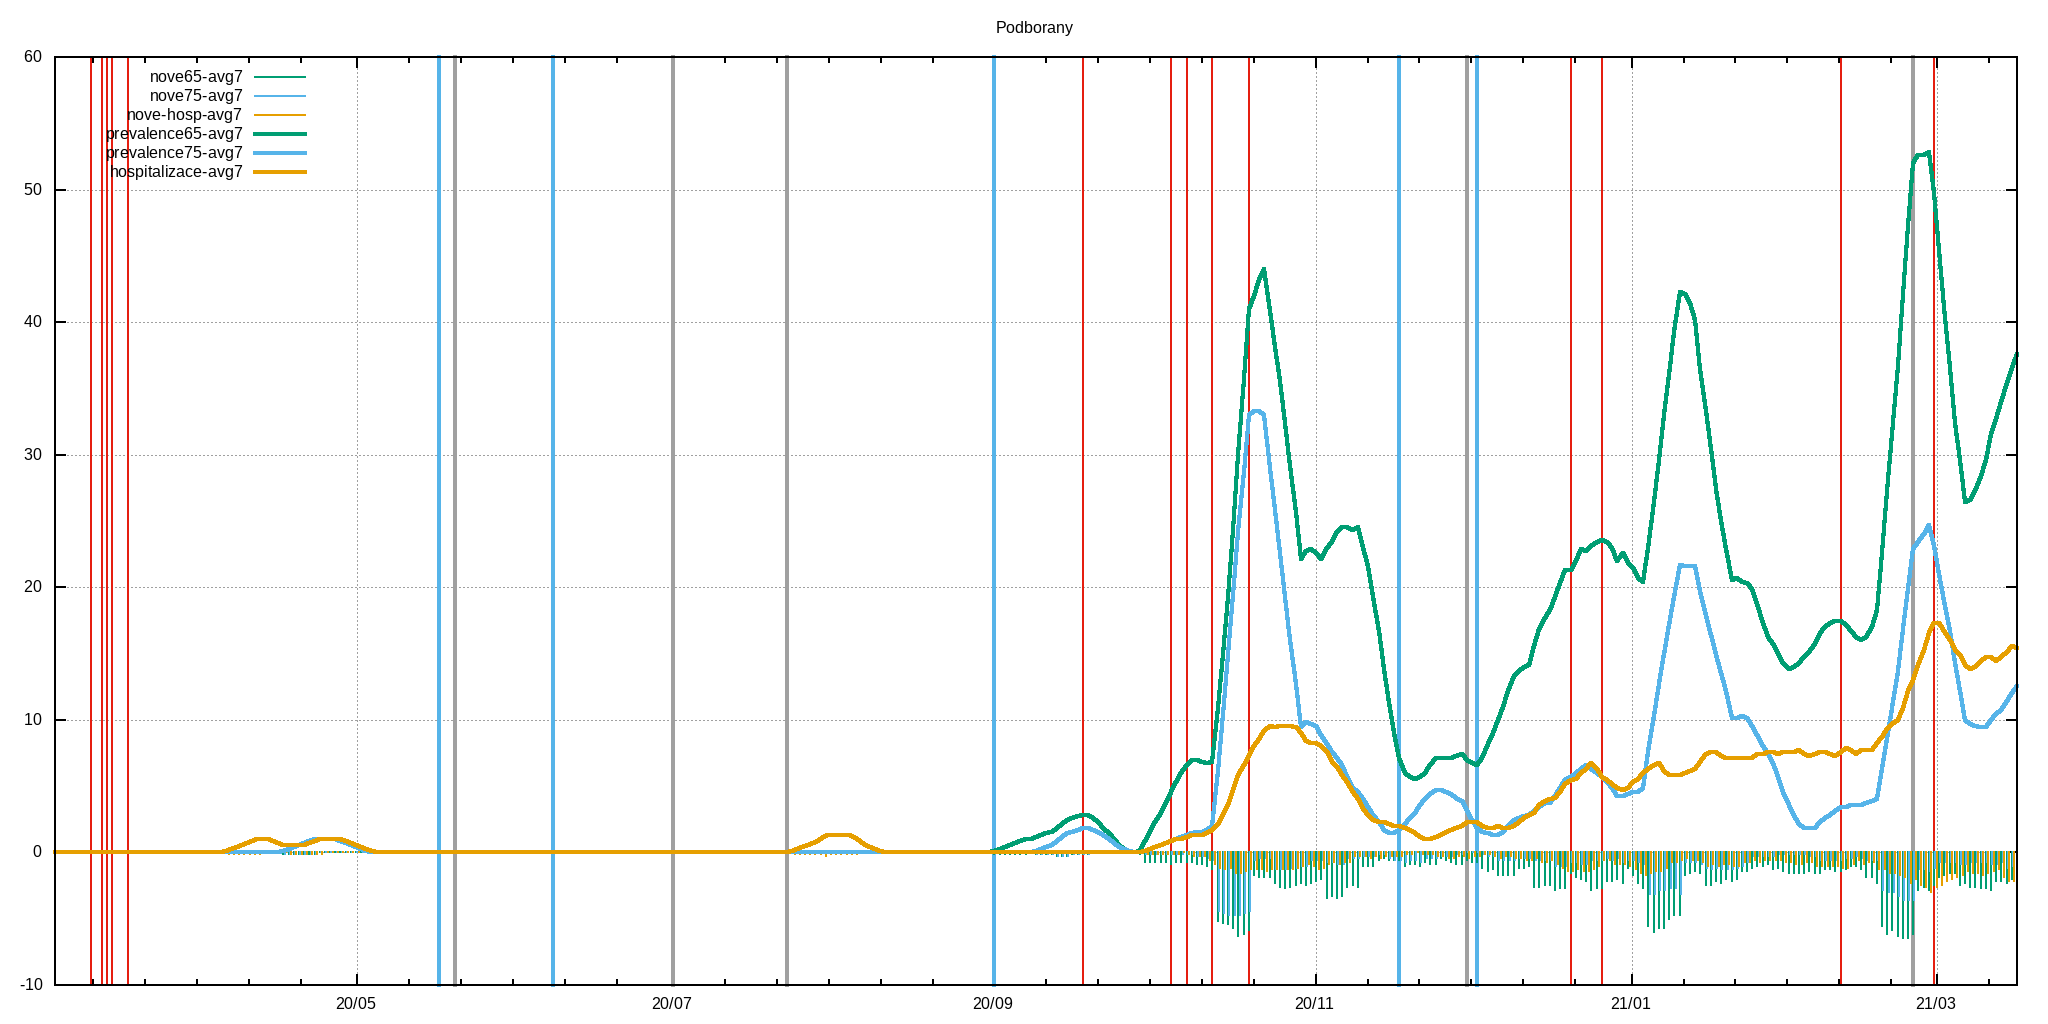 Podborany
60
nove65-avg7
nove75-avg7
nove-hosp-avg7
prevalence65-avg7
prevalence75-avg7
hospitalizace-avg7
50
40
30
20
10
0
-10
20/05 20/07 20/09 20/11 21/01 21/03